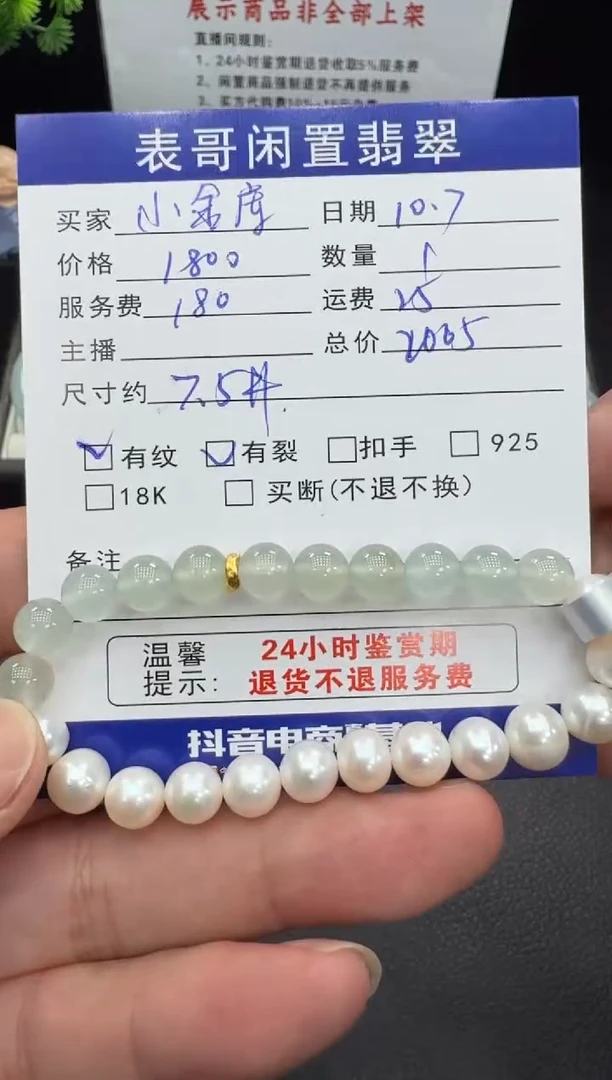 展示商品非全部上架
直播间规则：
1、24小时鉴赏期退货收取5%服务费
2、闲置商品强制退货不再提供服务
表哥闲置翡翠
买家 小金库 日期 10.7
价格 1800 数量 1
服务费 180 运费 25
主播 总价 2005
尺寸约 7.5
有纹 有裂 扣手 925
18K 买断(不退不换)
备注
温馨提示: 24小时鉴赏期
退货不退服务费
抖音电商